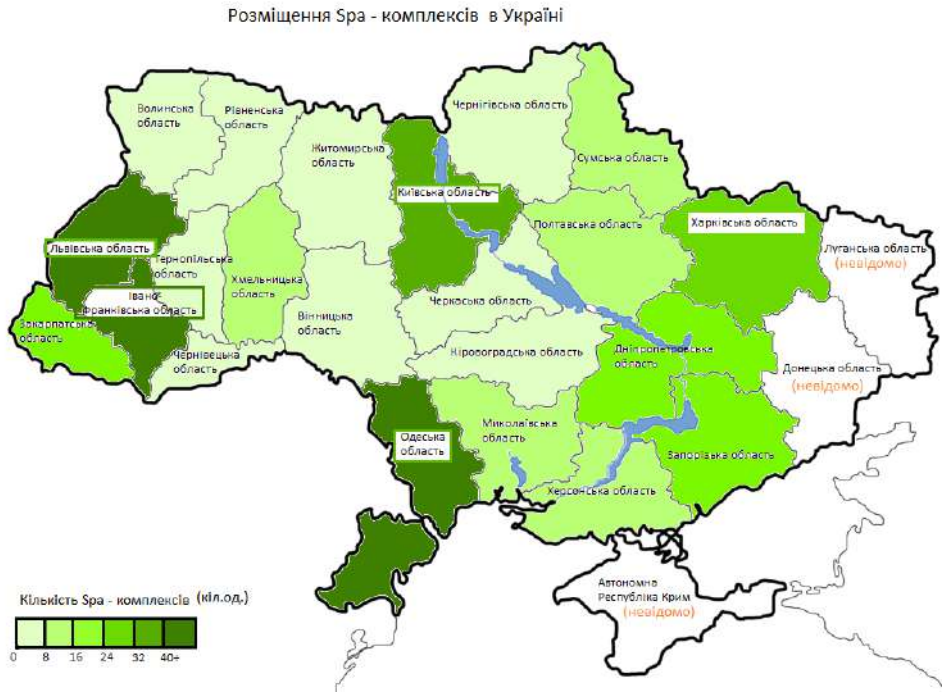 Розміщення Spa - комплексів в Україні
Волинська
область
Рівненська
область
Житомирська
область
Чернігівська область
Сумська область
Київська область
Полтавська область
Харківська область
Луганська область
(невідомо)
Львівська область
Тернопільська
область
Хмельницька
область
Івано
Франківська область
Закарпатська
область
Чернівецька
область
Вінницька
область
Черкаська область
Кіровоградська область
Дніпропетровська
область
Донецька область
(невідомо)
Одеська
область
Миколаївська
область
Херсонська область
Запорізька область
Автономна
Республіка Крим
(невідомо)
Кількість Spa - комплексів (кіл.од.)
0 8 16 24 32 40+